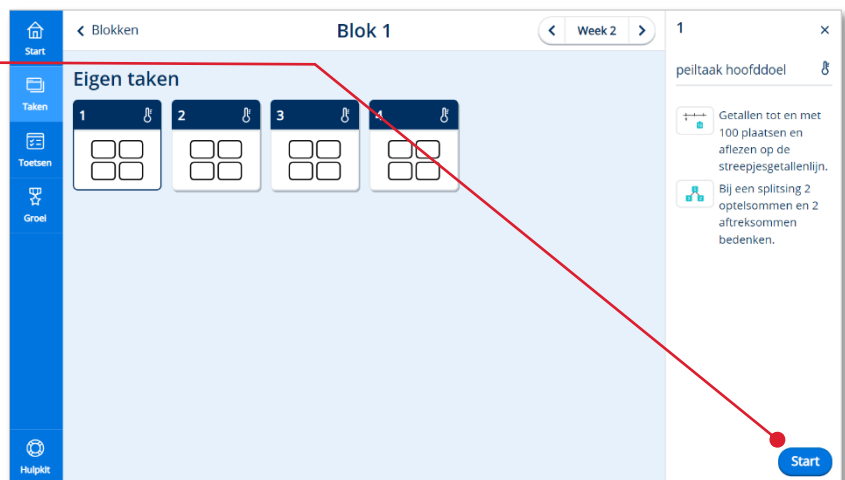 Start
Taken
Toetsen
Groei
Hulpkit
Blokken
Blok 1
Week 2
Eigen taken
1
2
3
4
1
peiltaak hoofddoel
Getallen tot en met
100 plaatsen en
aflezen op de
streepjesgetallenlijn.
Bij een splitsing 2
optelsommen en 2
aftreksommen
bedenken.
Start